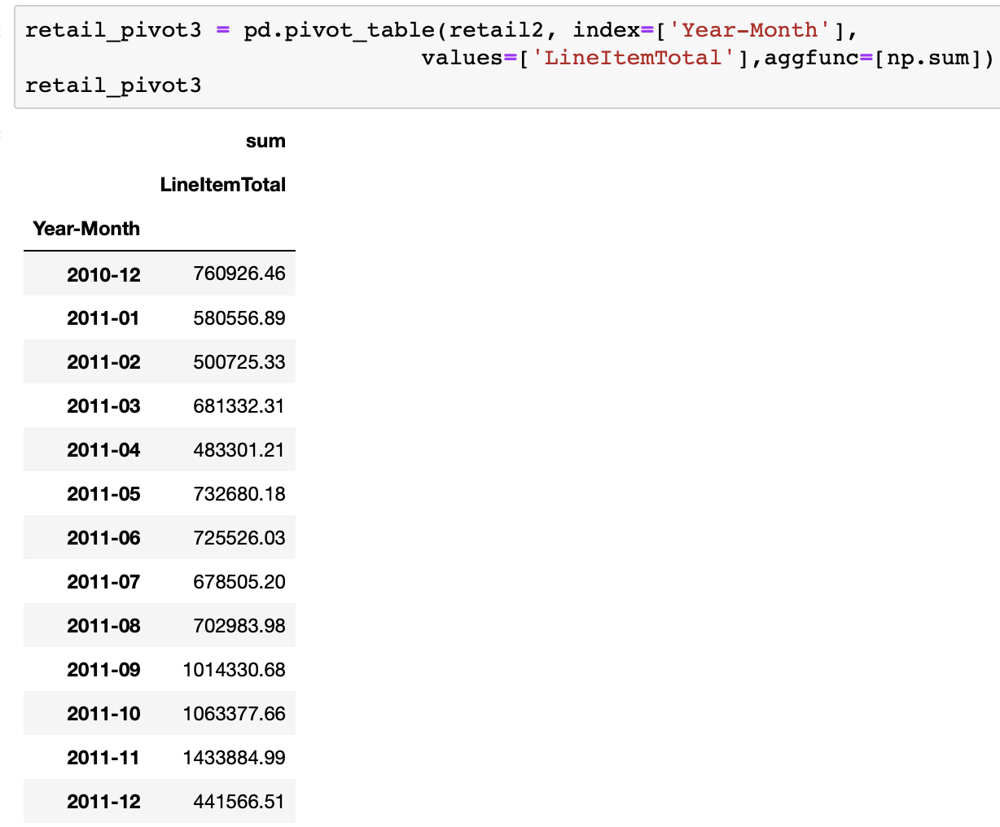 retail_pivot3 = pd.pivot_table(retail2, index=['Year-Month'],
values=['LineItemTotal'],aggfunc=[np.sum])
retail_pivot3
sum
LineItemTotal
Year-Month
2010-12 760926.46
2011-01 580556.89
2011-02 500725.33
2011-03 681332.31
2011-04 483301.21
2011-05 732680.18
2011-06 725526.03
2011-07 678505.20
2011-08 702983.98
2011-09 1014330.68
2011-10 1063377.66
2011-11 1433884.99
2011-12 441566.51